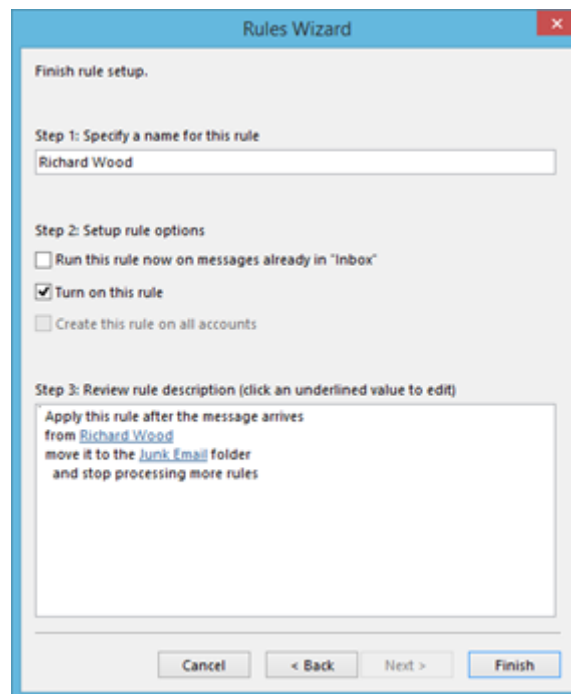 Rules Wizard
Finish rule setup.
Step 1: Specify a name for this rule
Richard Wood
Step 2: Setup rule options
Run this rule now on messages already in "Inbox"
Turn on this rule
Create this rule on all accounts
Step 3: Review rule description (click an underlined value to edit)
Apply this rule after the message arrives
from Richard Wood
move it to the Junk Email folder
and stop processing more rules
Cancel < Back Next > Finish